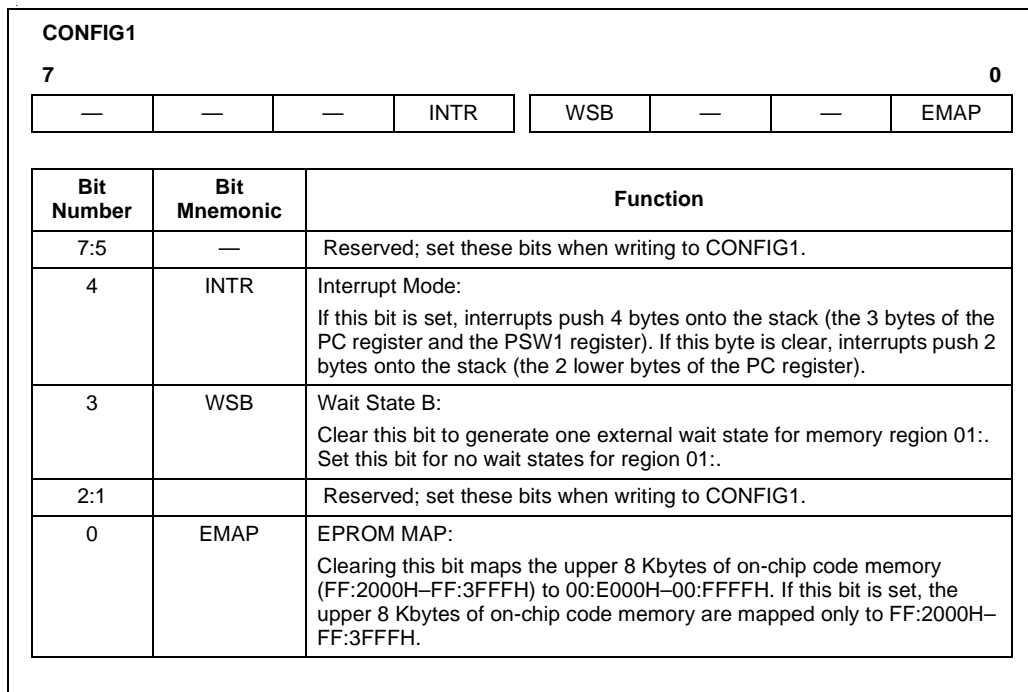 CONFIG1
7 0
— — — INTR WSB — — EMAP
Bit Number Bit Mnemonic Function
7:5 — Reserved; set these bits when writing to CONFIG1.
4 INTR Interrupt Mode:
If this bit is set, interrupts push 4 bytes onto the stack (the 3 bytes of the
PC register and the PSW1 register). If this byte is clear, interrupts push 2
bytes onto the stack (the 2 lower bytes of the PC register).
3 WSB Wait State B:
Clear this bit to generate one external wait state for memory region 01:.
Set this bit for no wait states for region 01:.
2:1 Reserved; set these bits when writing to CONFIG1.
0 EMAP EPROM MAP:
Clearing this bit maps the upper 8 Kbytes of on-chip code memory
(FF:2000H–FF:3FFFH) to 00:E000H–00:FFFFH. If this bit is set, the
upper 8 Kbytes of on-chip code memory are mapped only to FF:2000H–
FF:3FFFH.